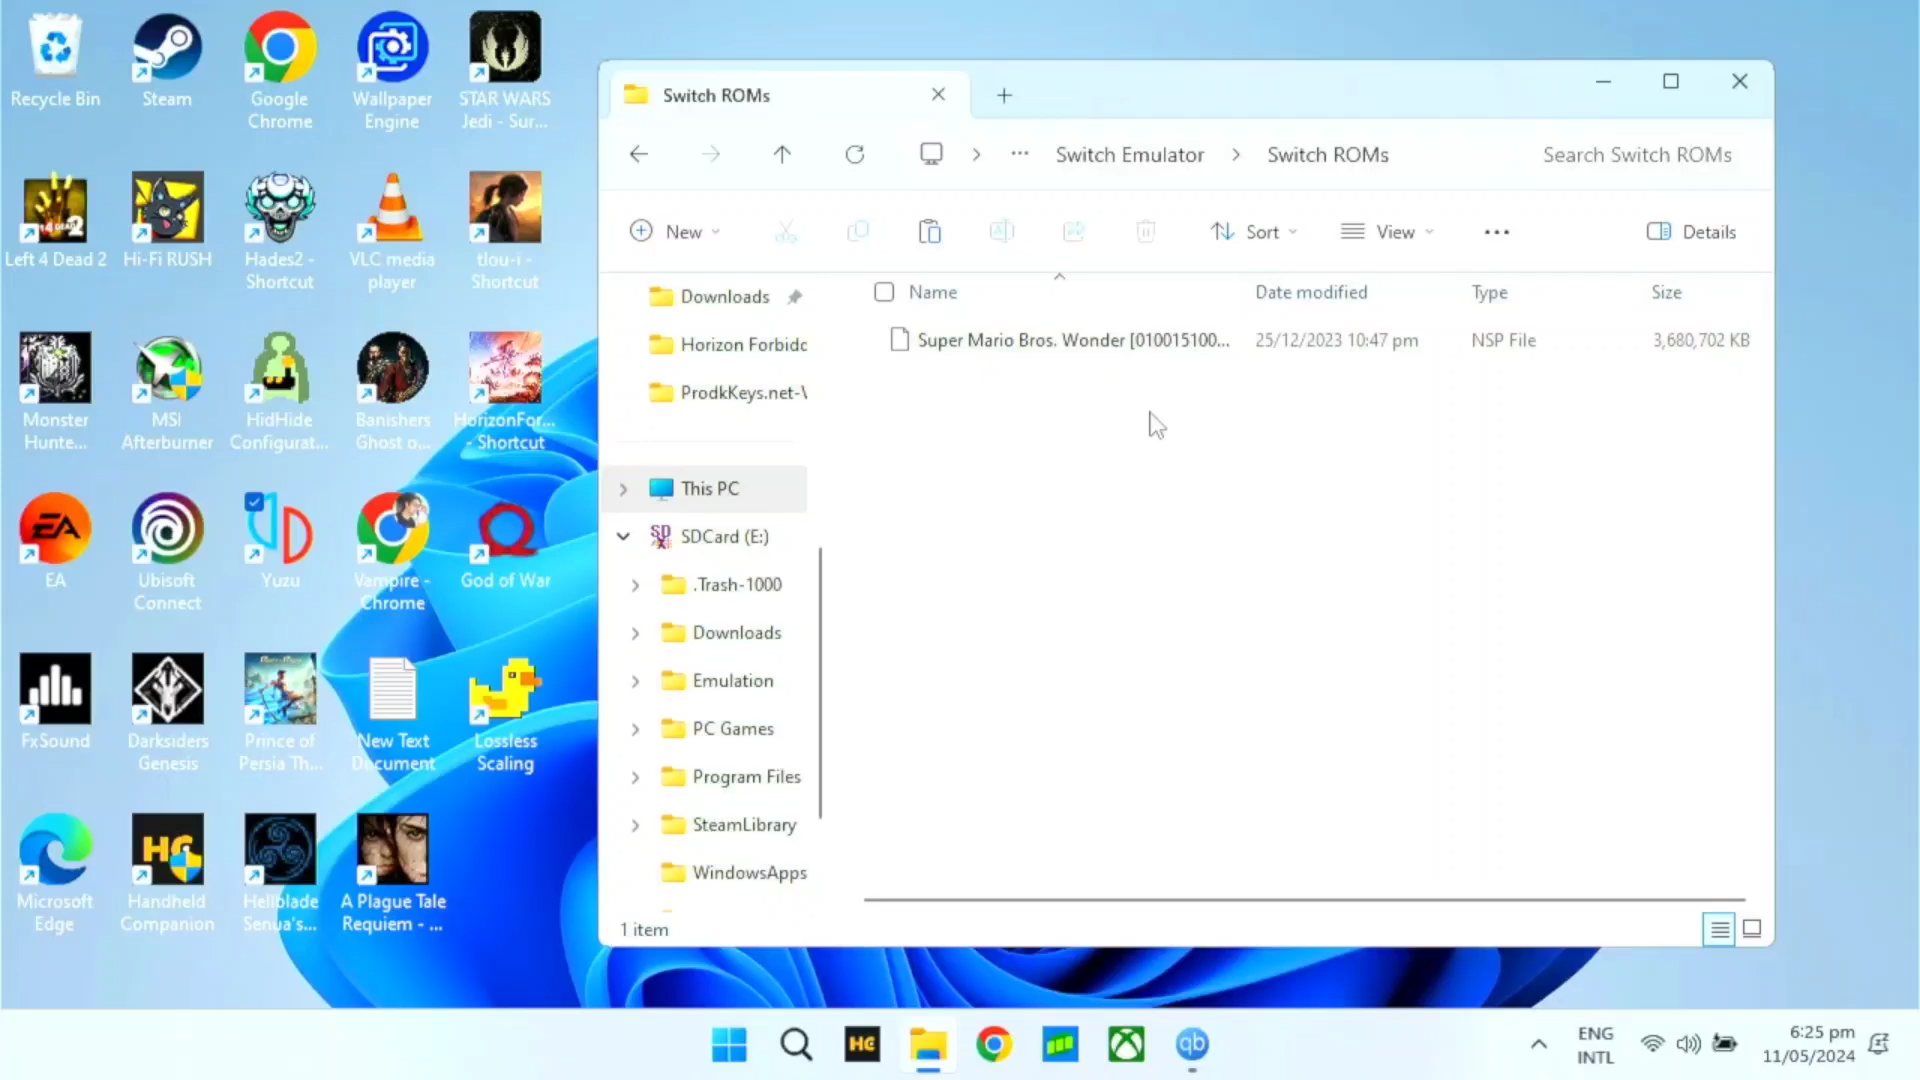 Recycle Bin
Steam
Google
Chrome
Wallpaper
Engine
STAR WARS
Jedi - Sur...
Left 4 Dead 2
Hi-Fi RUSH
Hades2 -
Shortcut
VLC media
player
tlou-i -
Shortcut
Monster
Hunte...
MSI
Afterburner
HidHide
Configurat...
Banishers
Ghost o...
HorizonFor...
- Shortcut
EA
EA
Ubisoft
Connect
Yuzu
Vampire -
Chrome
God of War
FxSound
Darksiders
Genesis
Prince of
Persia Th...
New Text
Document
Lossless
Scaling
Microsoft
Edge
HC
Handheld
Companion
Hellblade
Senua's...
A Plague Tale
Requiem - ...
Switch ROMs
Switch Emulator
Switch ROMs
Search Switch ROMs
New
Sort
View
Details
Name
Date modified
Type
Size
Super Mario Bros. Wonder [010015100...
25/12/2023 10:47 pm
NSP File
3,680,702 KB
Downloads
Horizon Forbidd
ProdkKeys.net-V
This PC
SDCard (E:)
.Trash-1000
Downloads
Emulation
PC Games
Program Files
SteamLibrary
WindowsApps
1 item
HC
qb
ENG
INTL
6:25 pm
11/05/2024